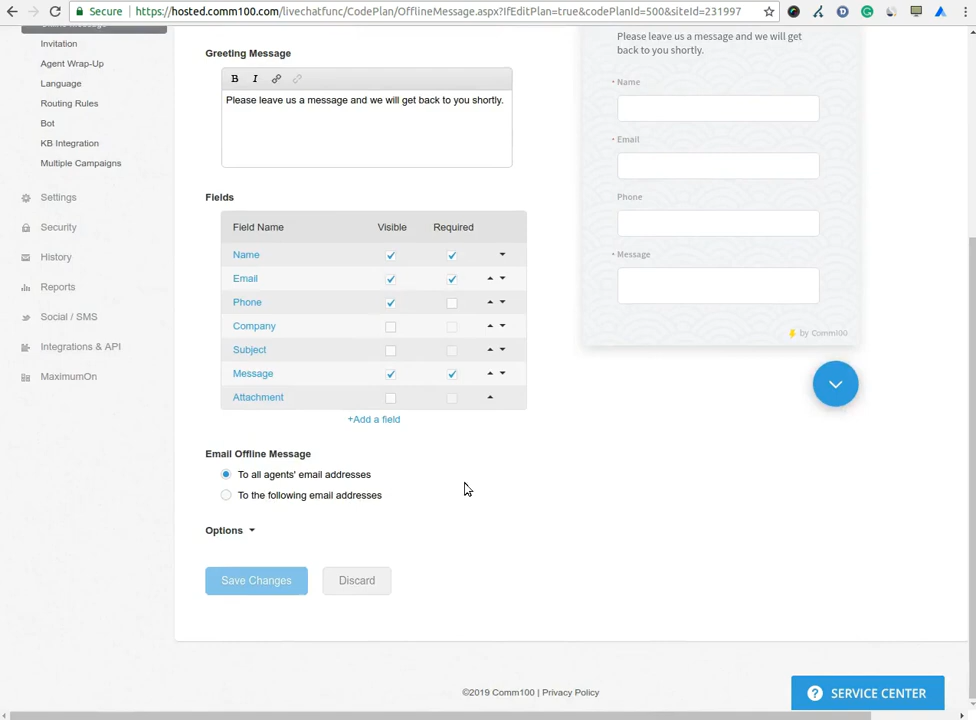 Secure
https://hosted.comm100.com/livechatfunc/CodePlan/OfflineMessage.aspx?IfEditPlan=true&codePlanId=500&siteId=231997
Invitation
Agent Wrap-Up
Language
Routing Rules
Bot
KB Integration
Multiple Campaigns
Settings
Security
History
Reports
Social / SMS
Integrations & API
MaximumOn
Greeting Message
B I
Please leave us a message and we will get back to you shortly.
Fields
Field Name Visible Required
Name
Email
Phone
Company
Subject
Message
Attachment
+Add a field
Email Offline Message
To all agents' email addresses
To the following email addresses
Options
Save Changes Discard
Please leave us a message and we will get
back to you shortly.
Name
Email
Phone
Message
by Comm100
©2019 Comm100 | Privacy Policy
? SERVICE CENTER